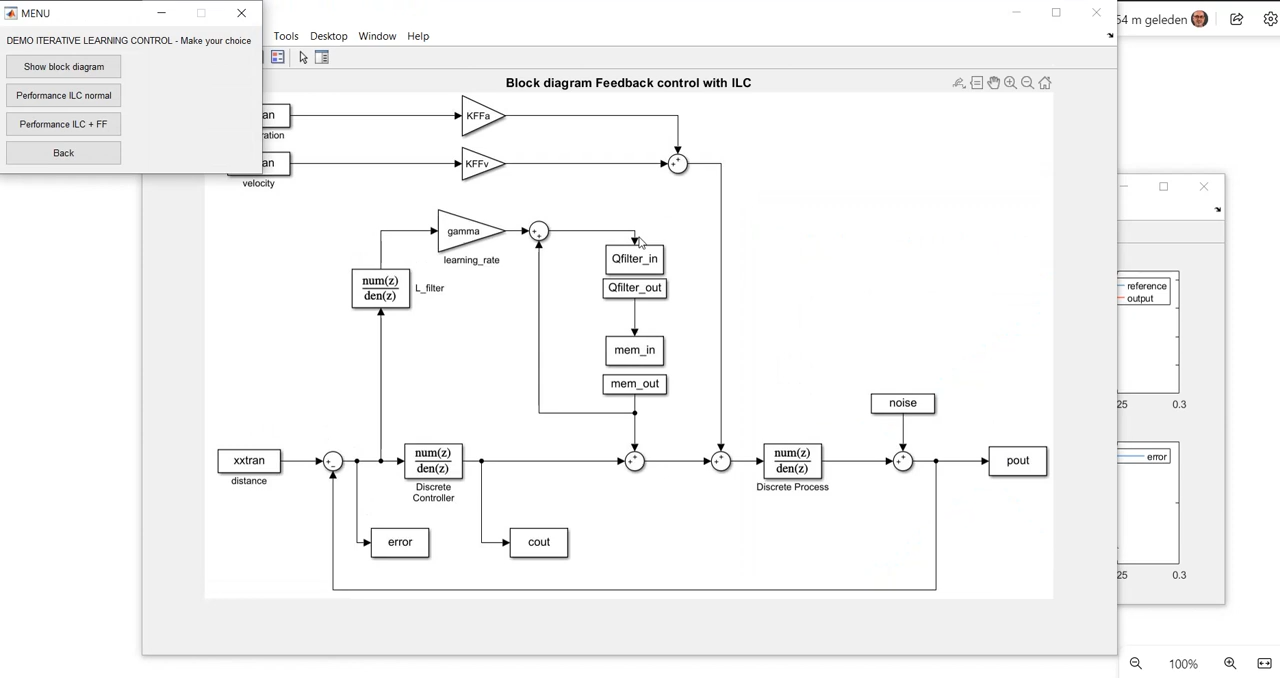 MENU
DEMO ITERATIVE LEARNING CONTROL - Make your choice
Show block diagram
Performance ILC normal
Performance ILC + FF
Back
Tools Desktop Window Help
54 m geleden
Block diagram Feedback control with ILC
an
ration
KFFa
an
velocity
KFFv
gamma
learning_rate
num(z)
den(z)
L_filter
Qfilter_in
Qfilter_out
mem_in
mem_out
noise
xxtran
distance
num(z)
den(z)
Discrete
Controller
num(z)
den(z)
Discrete Process
pout
error
cout
reference
output
25 0.3
error
25 0.3
100%